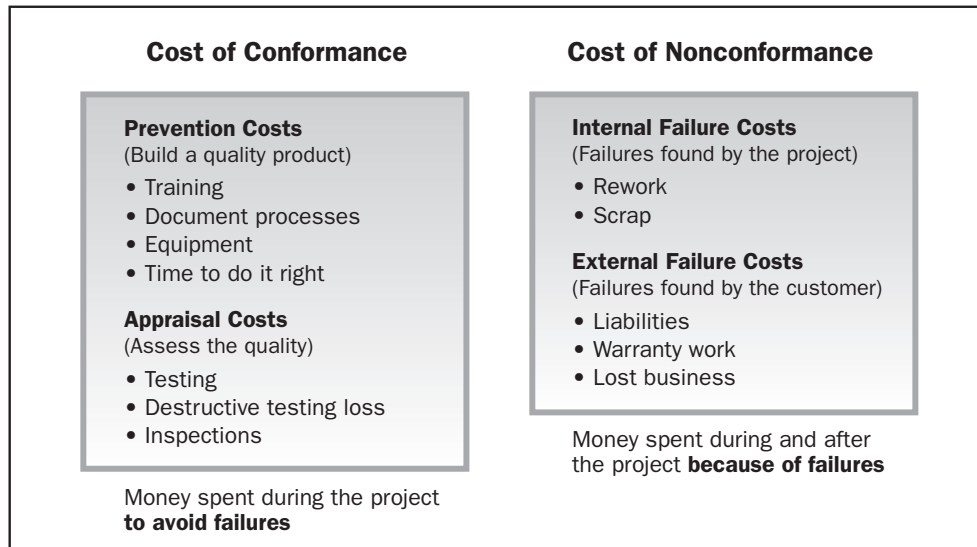 Cost of Conformance
Prevention Costs
(Build a quality product)
• Training
• Document processes
• Equipment
• Time to do it right
Appraisal Costs
(Assess the quality)
• Testing
• Destructive testing loss
• Inspections
Money spent during the project
to avoid failures
Cost of Nonconformance
Internal Failure Costs
(Failures found by the project)
• Rework
• Scrap
External Failure Costs
(Failures found by the customer)
• Liabilities
• Warranty work
• Lost business
Money spent during and after
the project because of failures